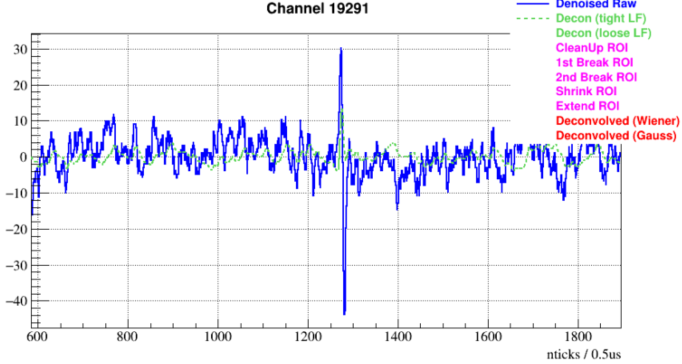 Channel 19291
Denoised Raw
Decon (tight LF)
Decon (loose LF)
CleanUp ROI
1st Break ROI
2nd Break ROI
Shrink ROI
Extend ROI
Deconvolved (Wiener)
Deconvolved (Gauss)
30
20
10
0
−10
−20
−30
−40
600 800 1000 1200 1400 1600 1800
nticks / 0.5us